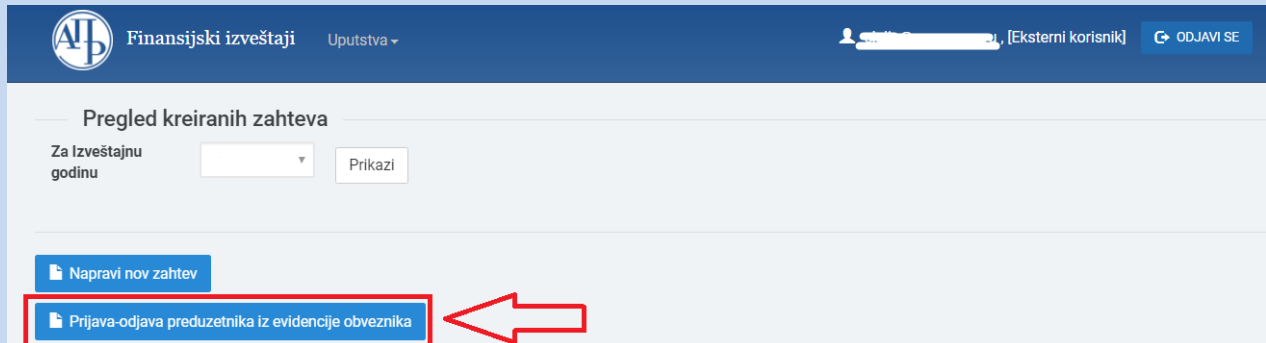 АПР Finansijski izveštaji Uputstva , [Eksterni korisnik] ODJAVI SE
Pregled kreiranih zahteva
Za Izveštajnu
godinu
Prikazi
Napravi nov zahtev
Prijava-odjava preduzetnika iz evidencije obveznika